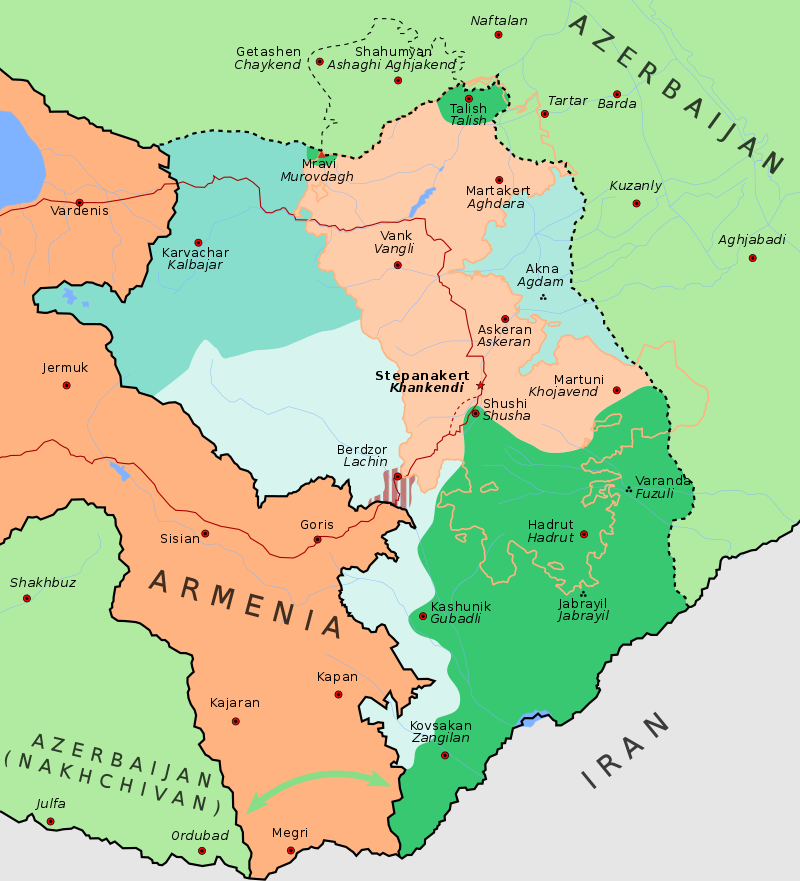 Naftalan
AZERBAIJAN
Getashen
Chaykend
Shahumyan
Ashaghi Aghjakend
Talish
Talish
Tartar
Barda
Mravi
Murovdagh
Martakert
Aghdara
Kuzanly
Vardenis
Karvachar
Kalbajar
Vank
Vangli
Aghjabadi
Akna
Agdam
Askeran
Askeran
Jermuk
Stepanakert
Khankendi
Martuni
Khojavend
Shushi
Shusha
Berdzor
Lachin
Varanda
Fuzuli
Sisian
Goris
Hadrut
Hadrut
Shakhbuz
ARMENIA
Kashunik
Gubadli
Jabrayil
Jabrayil
Kapan
Kajaran
Kovsakan
Zangilan
IRAN
AZERBAIJAN
(NAKHCHIVAN)
Julfa
Ordubad
Megri